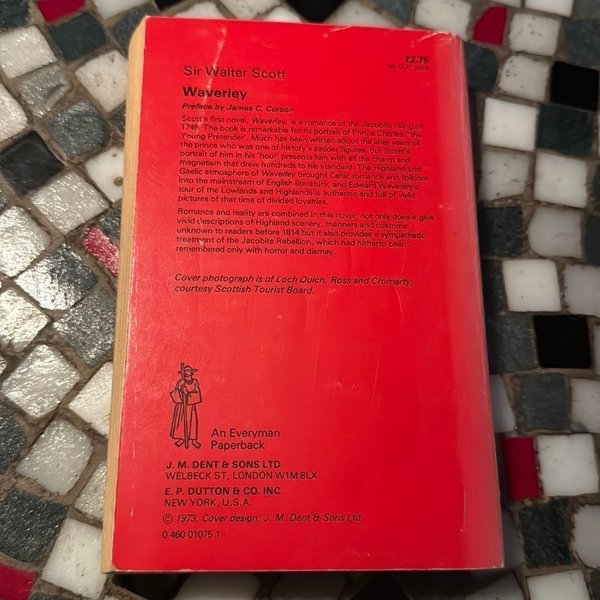 £2.75
net U.K. price
Sir Walter Scott
Waverley
Preface by James C. Corson
Scott's first novel, Waverley, is a romance of the Jacobite rising of
1745. The book is remarkable for its portrait of Prince Charles, 'the
Young Pretender'. Much has been written about the later years of
the prince who was one of history's sadder figures, but Scott's
portrait of him in his 'hour' presents him with all the charm and
magnetism that drew hundreds to his standard. The Highland and
Gaelic atmosphere of Waverley brought Celtic romance and folklore
into the mainstream of English literature, and Edward Waverley's
tour of the Lowlands and Highlands is authentic and full of vivid
pictures of that time of divided loyalties.
Romance and reality are combined in this novel; not only does it give
vivid descriptions of Highland scenery, manners and customs
unknown to readers before 1814 but it also provides a sympathetic
treatment of the Jacobite Rebellion, which had hitherto been
remembered only with horror and dismay.
Cover photograph is of Loch Duich, Ross and Cromarty,
courtesy Scottish Tourist Board.
An Everyman
Paperback
J. M. DENT & SONS LTD
WELBECK ST, LONDON W1M 8LX
E. P. DUTTON & CO. INC.
NEW YORK, U.S.A.
© 1973, Cover design; J. M. Dent & Sons Ltd
0 460 01075 1